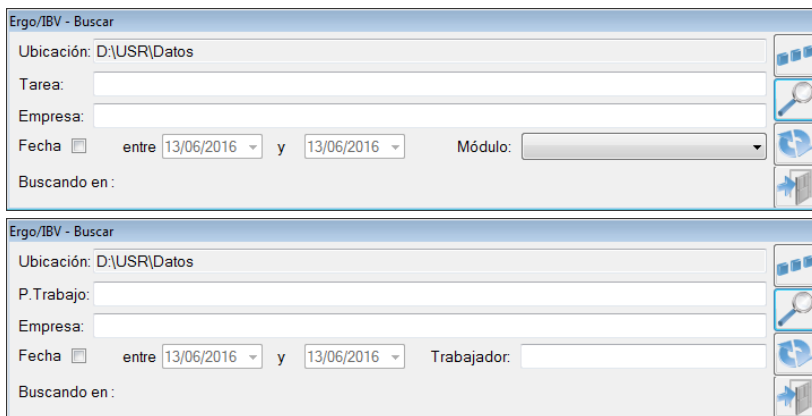 Ergo/IBV - Buscar
Ubicación: D:\USR\Datos
Tarea:
Empresa:
Fecha entre 13/06/2016 y 13/06/2016 Módulo:
Buscando en :
Ergo/IBV - Buscar
Ubicación: D:\USR\Datos
P.Trabajo:
Empresa:
Fecha entre 13/06/2016 y 13/06/2016 Trabajador:
Buscando en :